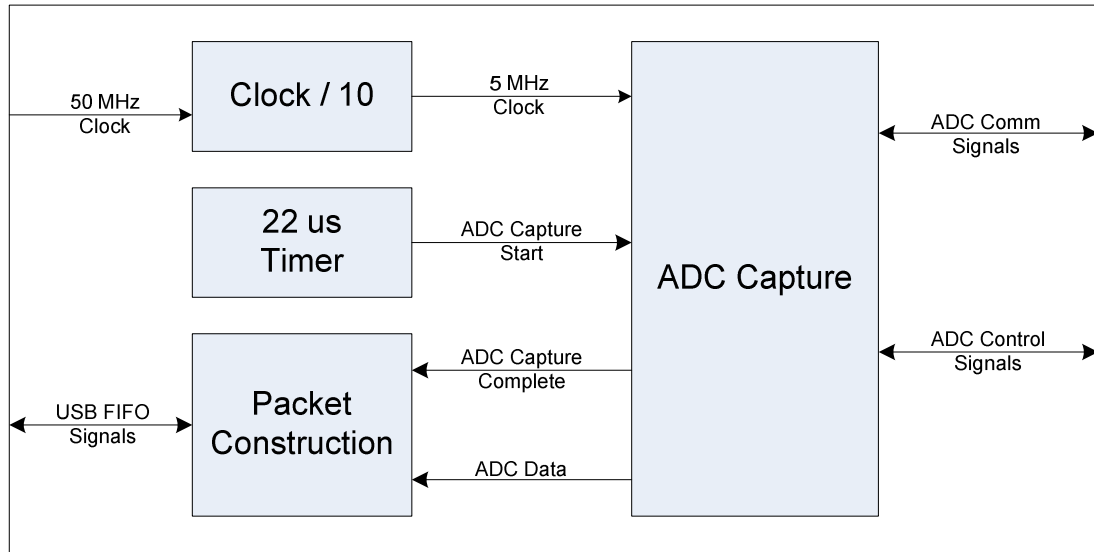 50 MHz
Clock
Clock / 10
5 MHz
Clock
ADC Comm
Signals
22 us
Timer
ADC Capture
Start
ADC Capture
ADC Control
Signals
ADC Capture
Complete
Packet
Construction
USB FIFO
Signals
ADC Data